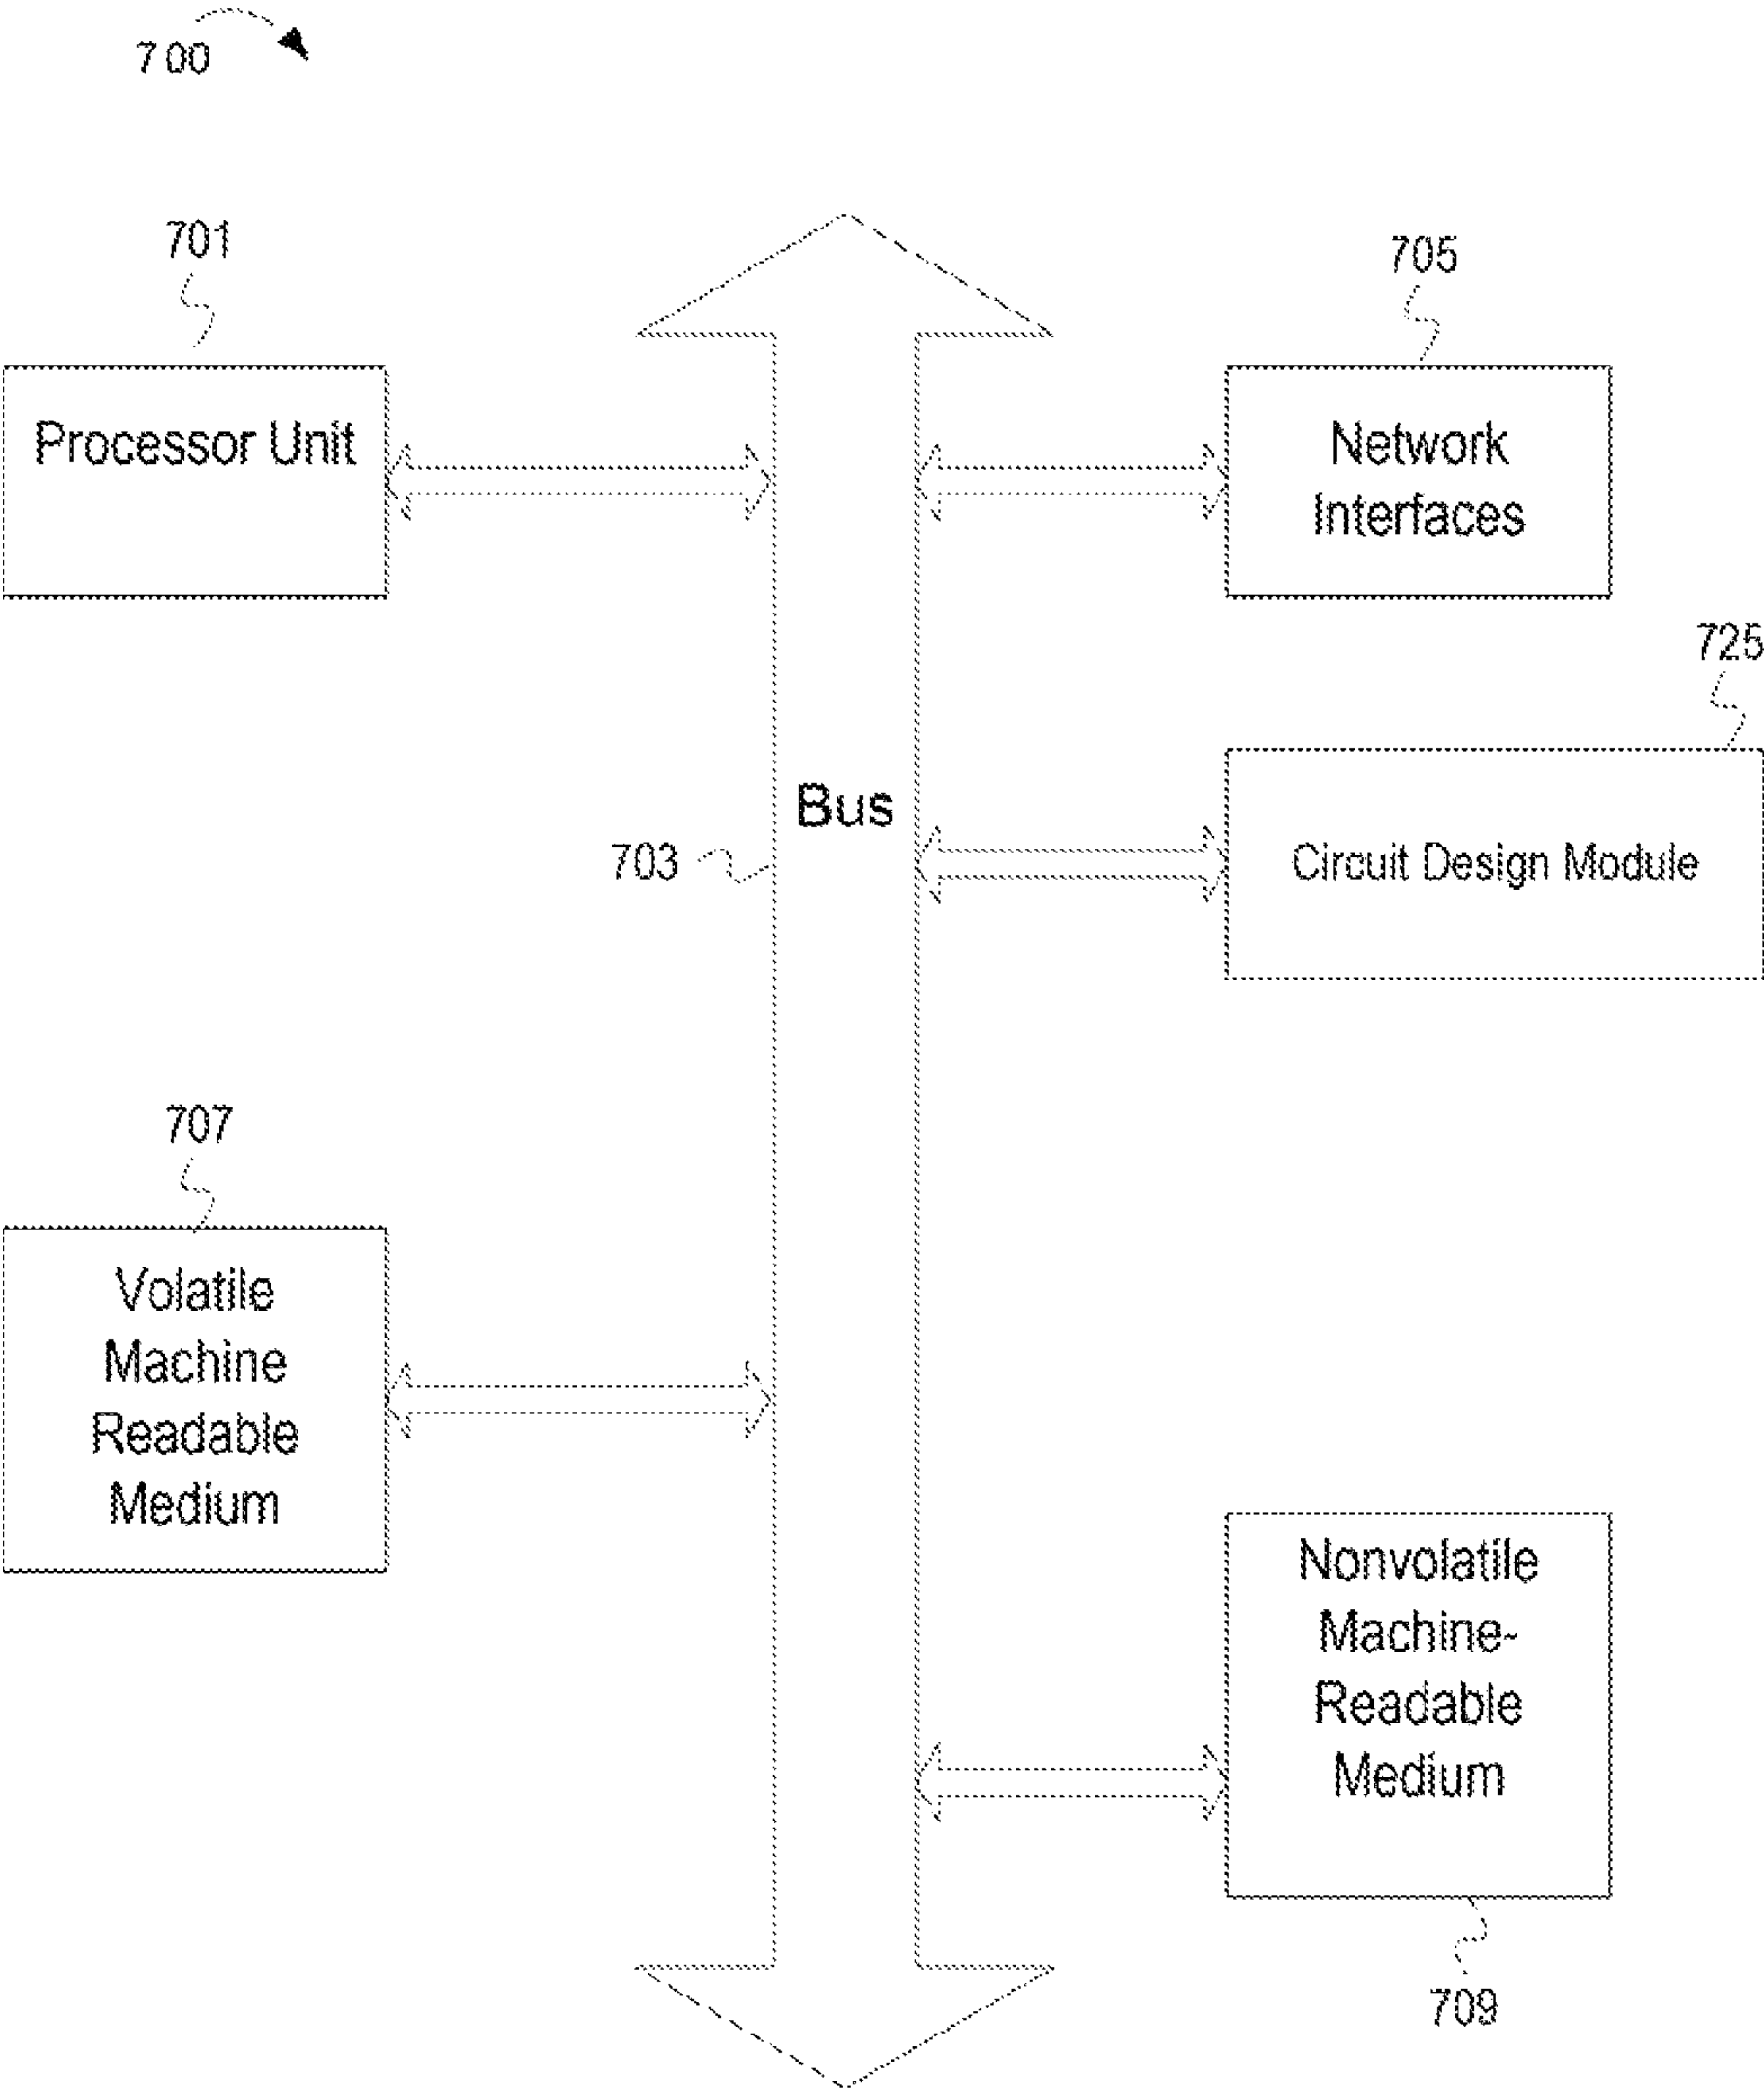 700
701
705
Processor Unit
Network
Interfaces
725
Bus
703
Circuit Design Module
707
Volatile
Machine
Readable
Medium
Nonvolatile
Machine-
Readable
Medium
709